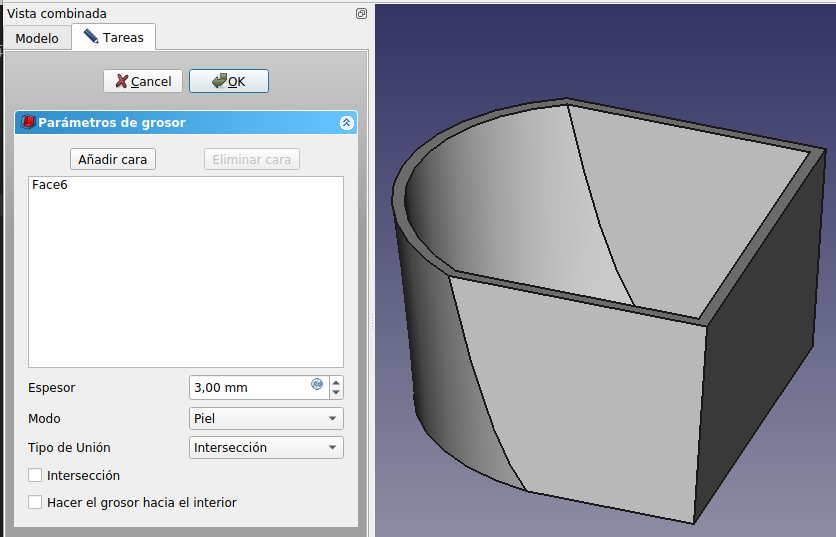 Vista combinada
Modelo
Tareas
Cancel
OK
Parámetros de grosor
Añadir cara
Eliminar cara
Face6
Espesor
3,00 mm
Modo
Piel
Tipo de Unión
Intersección
Intersección
Hacer el grosor hacia el interior